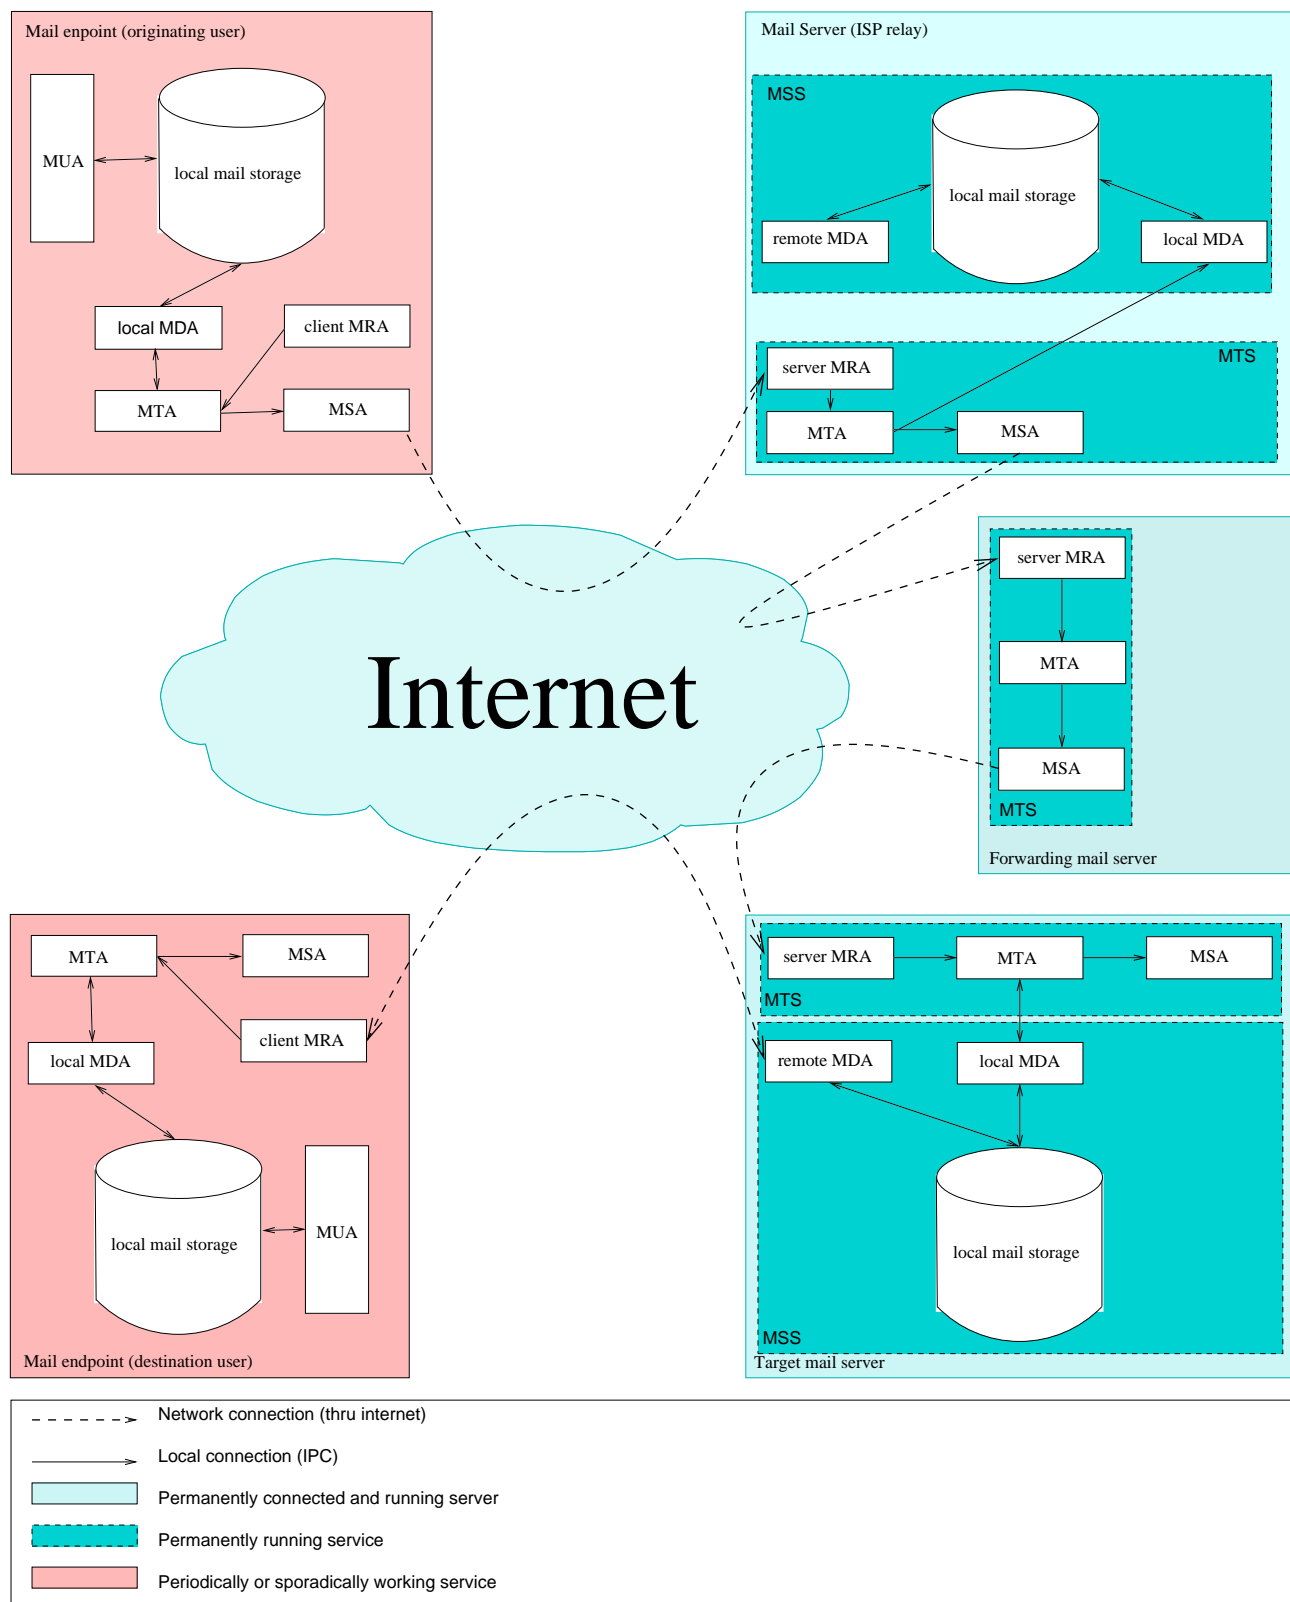 Mail enpoint (originating user)
MUA
local mail storage
local MDA
client MRA
MTA
MSA
Mail Server (ISP relay)
MSS
local mail storage
remote MDA
local MDA
server MRA
MTS
MTA
MSA
server MRA
MTA
MSA
MTS
Forwarding mail server
Internet
MTA
MSA
client MRA
local MDA
local mail storage
MUA
Mail endpoint (destination user)
server MRA
MTA
MSA
MTS
remote MDA
local MDA
local mail storage
MSS
Target mail server
Network connection (thru internet)
Local connection (IPC)
Permanently connected and running server
Permanently running service
Periodically or sporadically working service